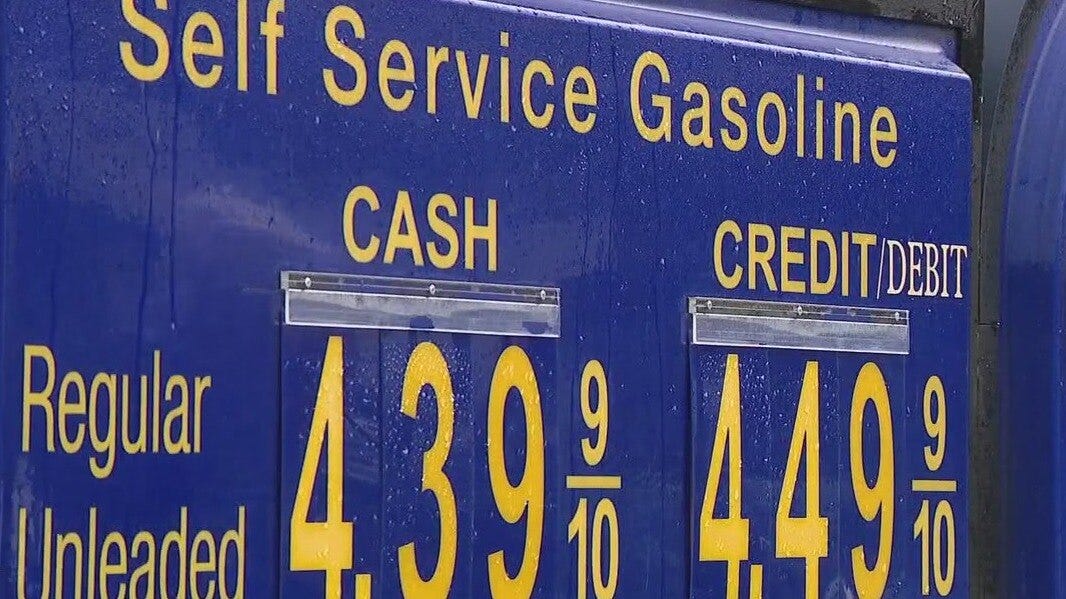 Self Service Gasoline
CASH
CREDIT/DEBIT
Regular
Unleaded
4.39 9/10
4.49 9/10